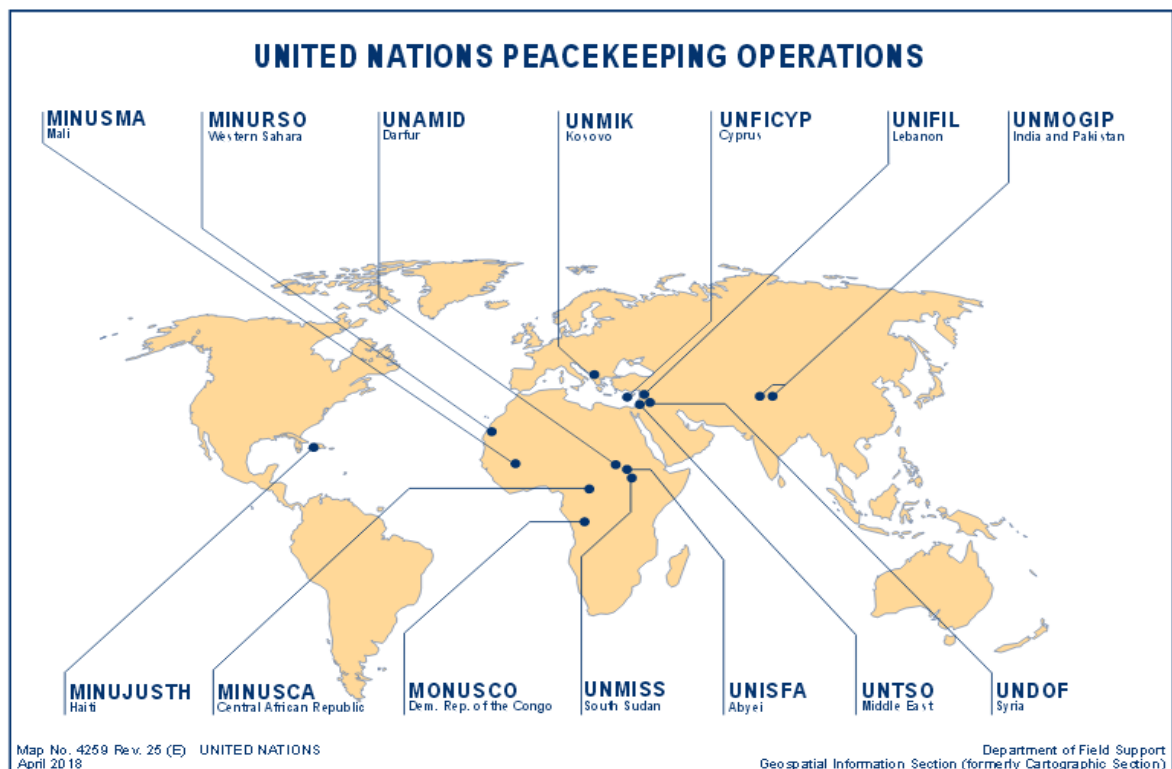 UNITED NATIONS PEACEKEEPING OPERATIONS
MINUSMA
Mali
MINURSO
Western Sahara
UNAMID
Darfur
UNMIK
Kosovo
UNFICYP
Cyprus
UNIFIL
Lebanon
UNMOGIP
India and Pakistan
MINUJUSTH
Haiti
MINUSCA
Central African Republic
MONUSCO
Dem. Rep. of the Congo
UNMISS
South Sudan
UNISFA
Abyei
UNTSO
Middle East
UNDOF
Syria
Map No. 4259 Rev. 25 (E) UNITED NATIONS
April 2018
Department of Field Support
Geospatial Information Section (formerly Cartographic Section)